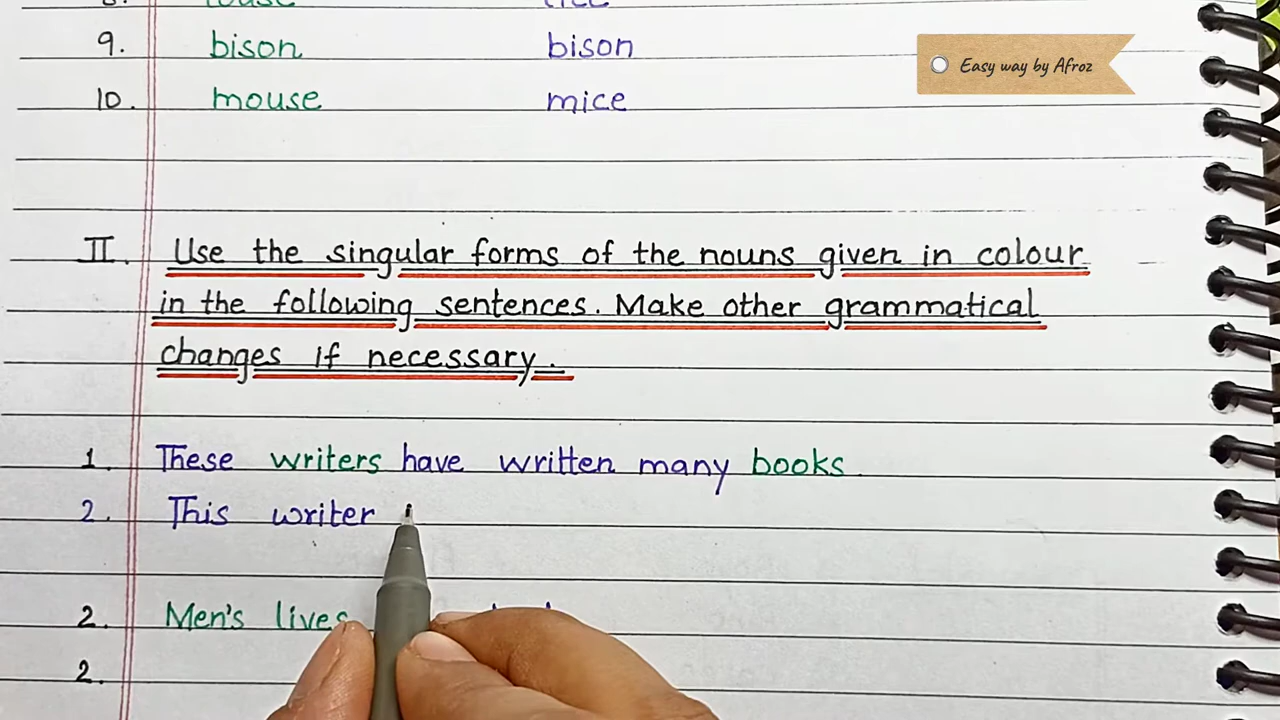 9. bison bison
Easy way by Afroz
10. mouse mice
II. Use the singular forms of the nouns given in colour
in the following sentences. Make other grammatical
changes if necessary.
1. These writers have written many books.
2. This writer
2. Men's lives
2.